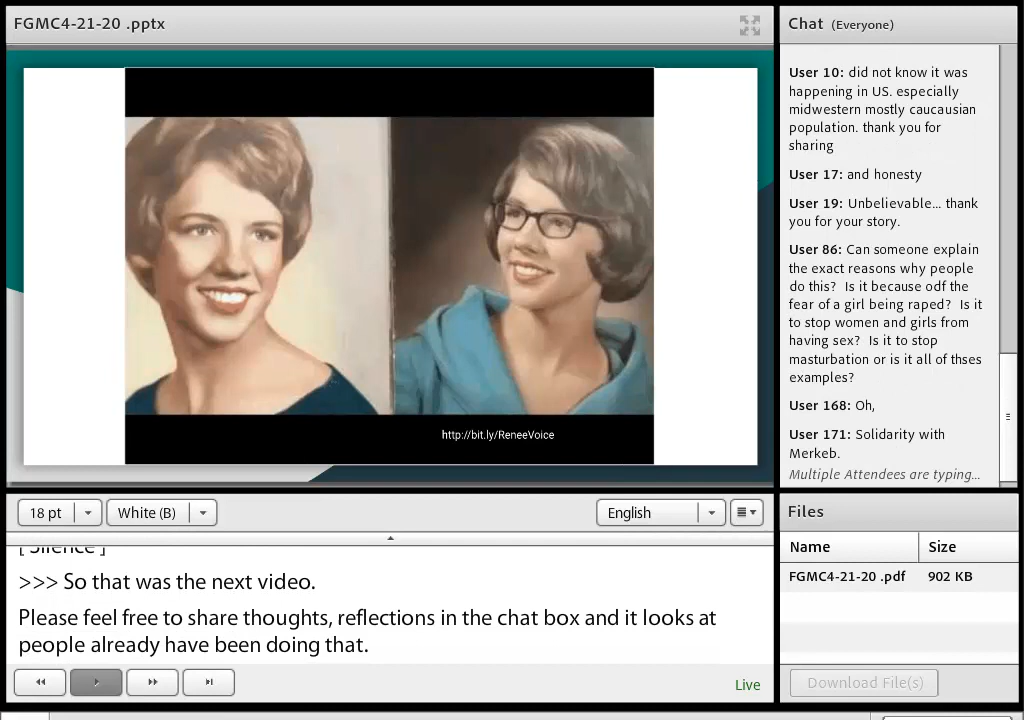 FGMC4-21-20 .pptx
http://bit.ly/ReneeVoice
18 pt
White (B)
English
[ Silence ]
>>> So that was the next video.
Please feel free to share thoughts, reflections in the chat box and it looks at
people already have been doing that.
Live
Chat (Everyone)
User 10: did not know it was
happening in US. especially
midwestern mostly caucausian
population. thank you for
sharing
User 17: and honesty
User 19: Unbelievable... thank
you for your story.
User 86: Can someone explain
the exact reasons why people
do this? Is it because odf the
fear of a girl being raped? Is it
to stop women and girls from
having sex? Is it to stop
masturbation or is it all of thses
examples?
User 168: Oh,
User 171: Solidarity with
Merkeb.
Multiple Attendees are typing...
Files
Name Size
FGMC4-21-20 .pdf 902 KB
Download File(s)